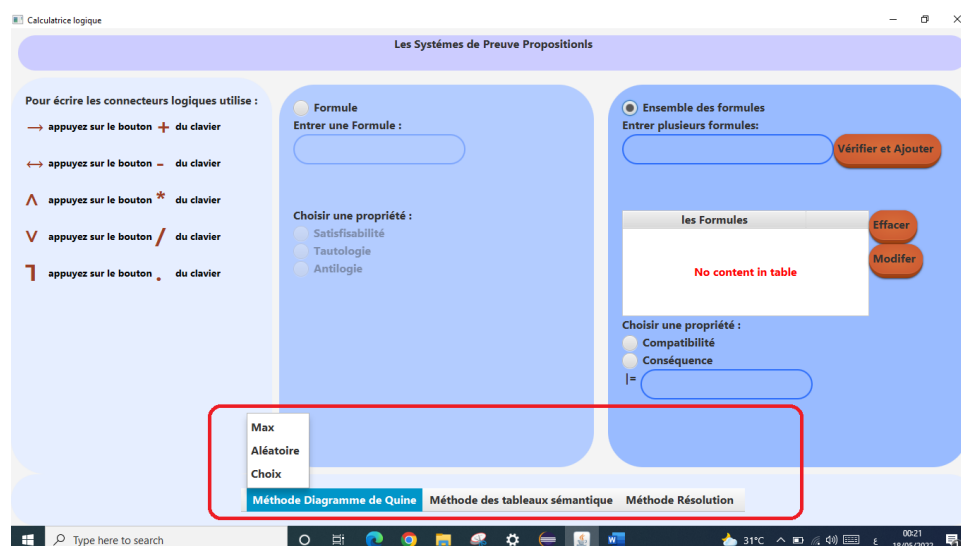 Calculatrice logique
Les Systémes de Preuve Propositionls
Pour écrire les connecteurs logiques utilise :
→ appuyez sur le bouton + du clavier
↔ appuyez sur le bouton - du clavier
∧ appuyez sur le bouton * du clavier
∨ appuyez sur le bouton / du clavier
ꓶ appuyez sur le bouton . du clavier
Formule
Entrer une Formule :
Choisir une propriété :
Satisfisabilité
Tautologie
Antilogie
Ensemble des formules
Entrer plusieurs formules:
Vérifier et Ajouter
les Formules
Effacer
Modifer
No content in table
Choisir une propriété :
Compatibilité
Conséquence
|=
Max
Aléatoire
Choix
Méthode Diagramme de Quine Méthode des tableaux sémantique Méthode Résolution
Type here to search
31°C
ع
00:21
18/05/2022